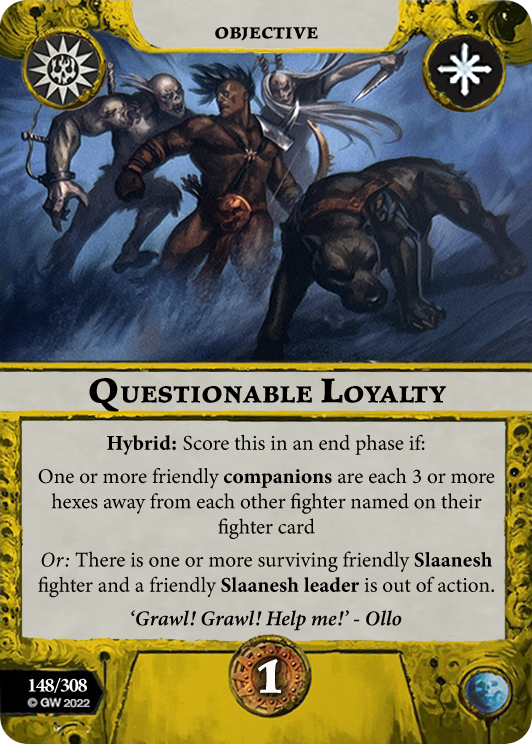 OBJECTIVE
Questionable Loyalty
Hybrid: Score this in an end phase if:
One or more friendly companions are each 3 or more
hexes away from each other fighter named on their
fighter card
Or: There is one or more surviving friendly Slaanesh
fighter and a friendly Slaanesh leader is out of action.
‘Grawl! Grawl! Help me!’ - Ollo
148/308
© GW 2022
1